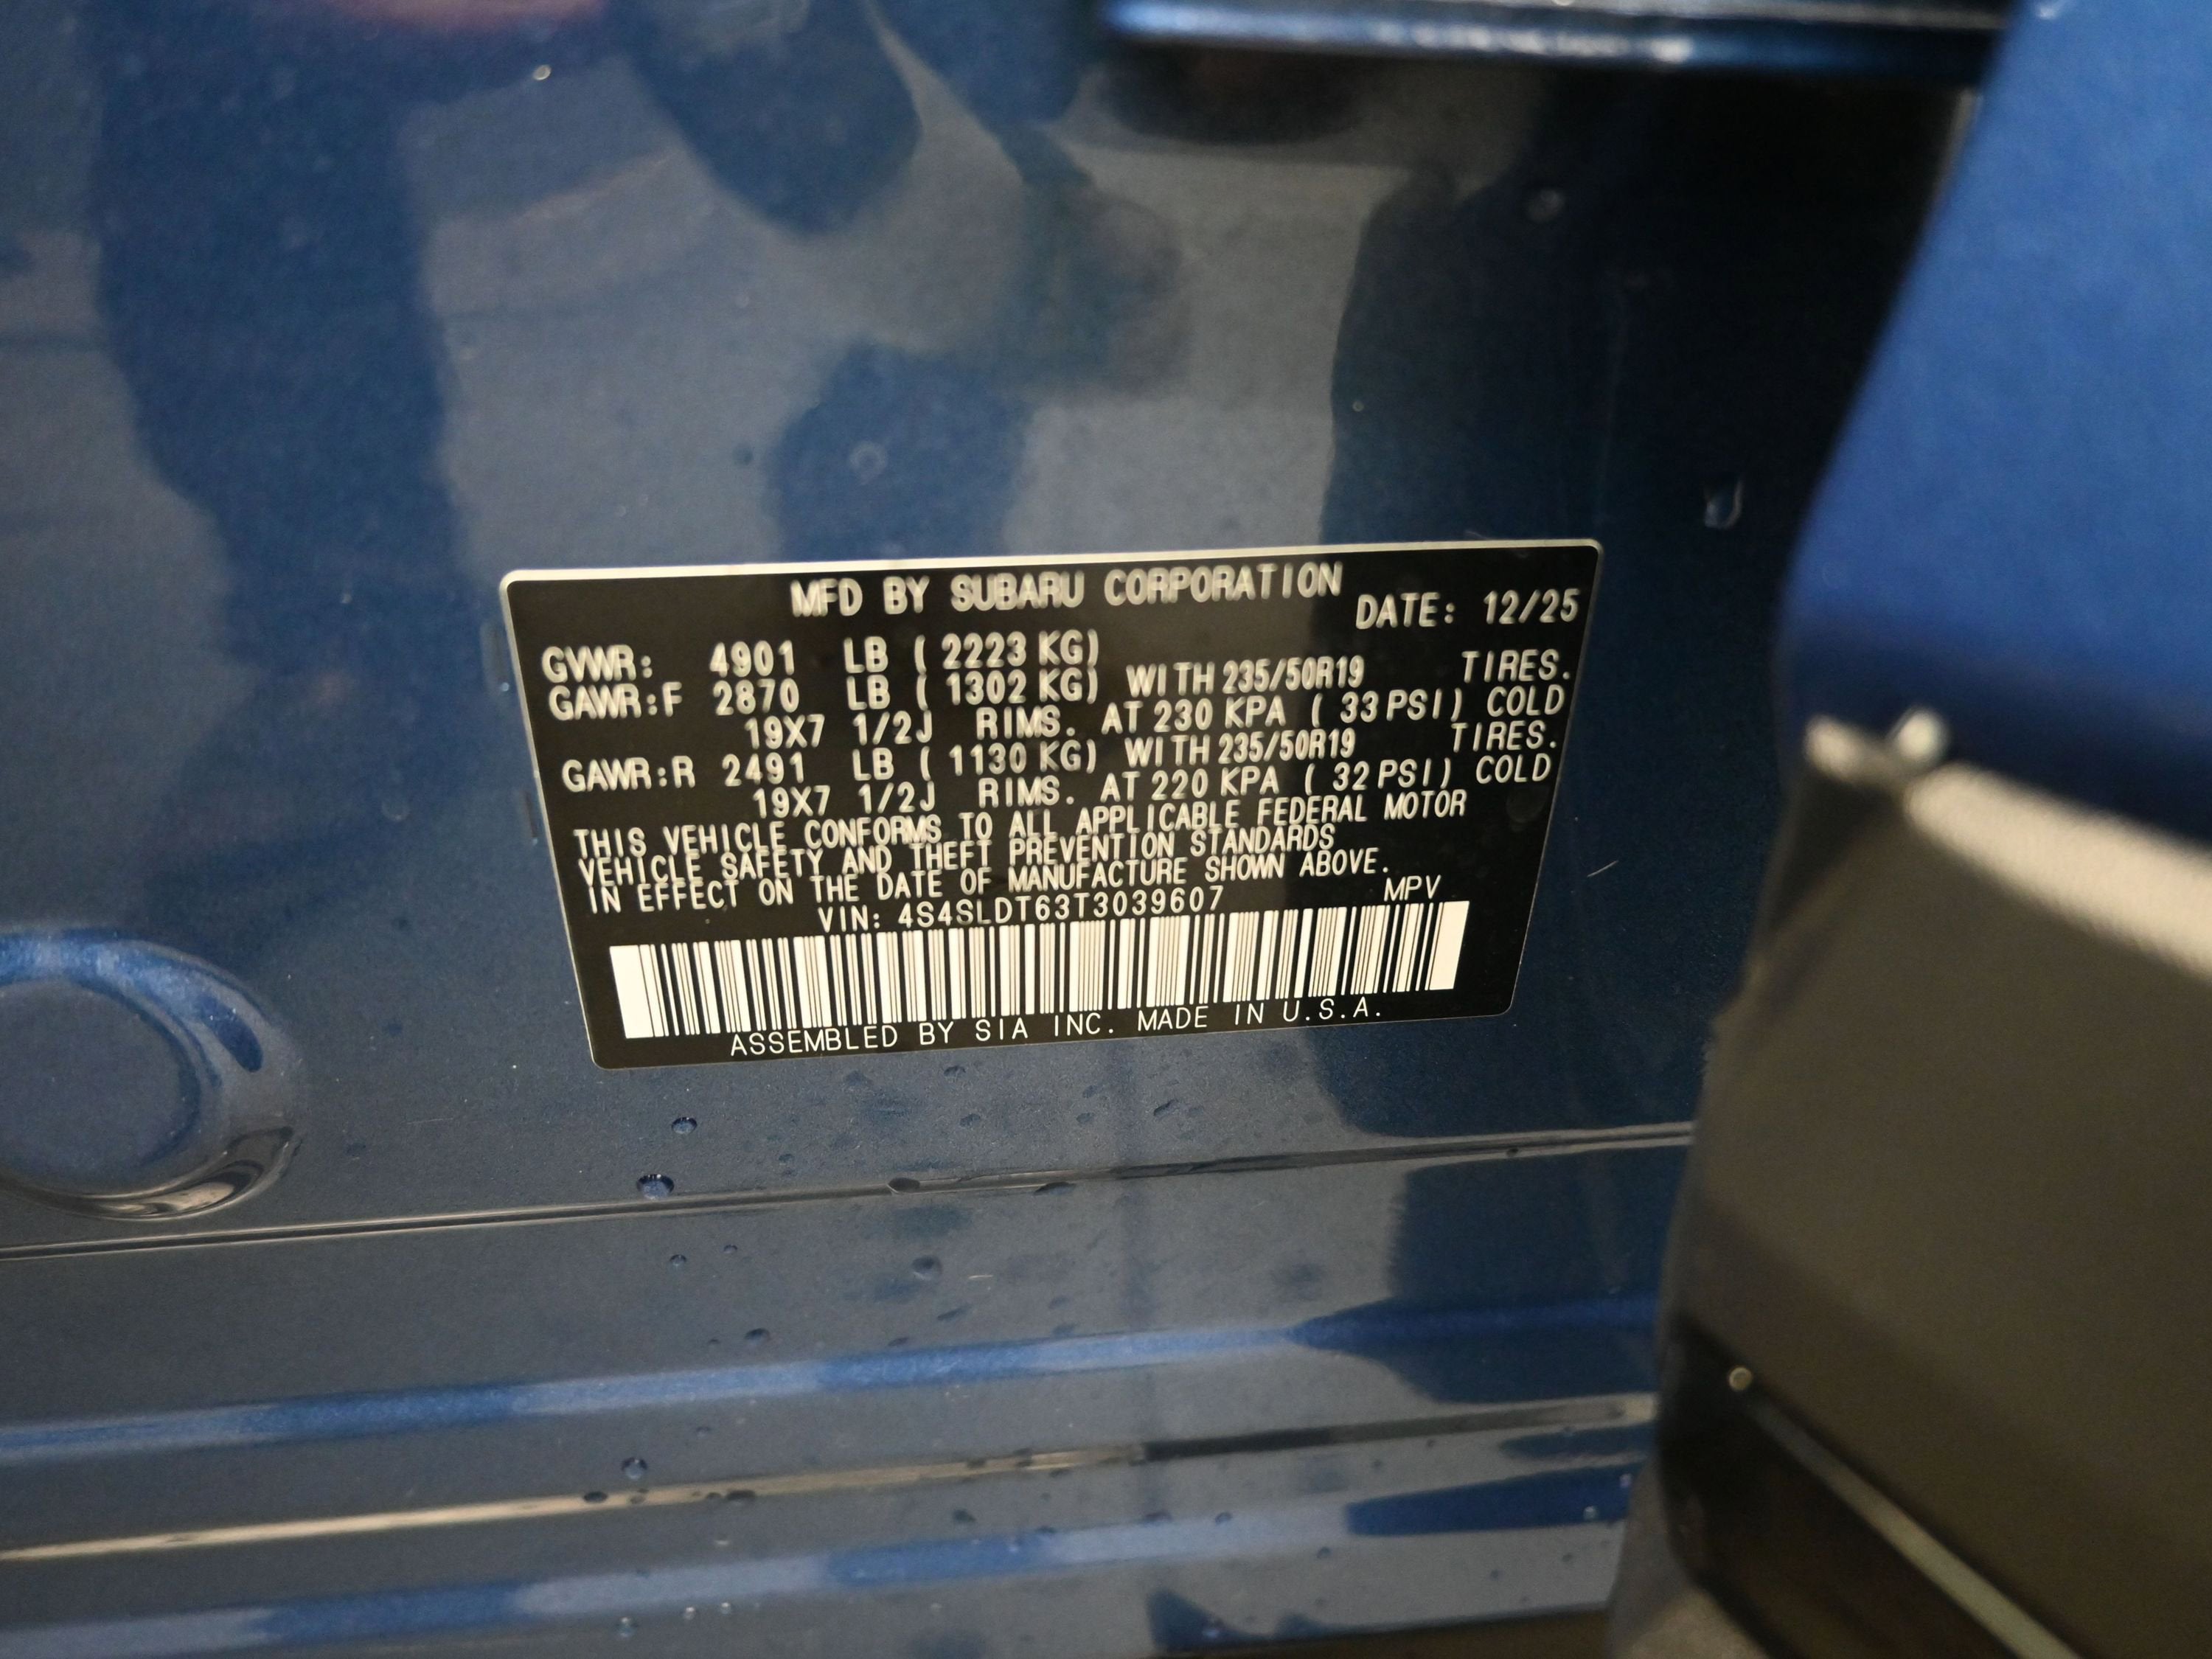 MFD BY SUBARU CORPORATION
DATE: 12/25
GVWR: 4901 LB ( 2223 KG)
GAWR:F 2870 LB ( 1302 KG) WITH 235/50R19 TIRES.
19X7 1/2J RIMS. AT 230 KPA ( 33 PSI) COLD
GAWR:R 2491 LB ( 1130 KG) WITH 235/50R19 TIRES.
19X7 1/2J RIMS. AT 220 KPA ( 32 PSI) COLD
THIS VEHICLE CONFORMS TO ALL APPLICABLE FEDERAL MOTOR
VEHICLE SAFETY AND THEFT PREVENTION STANDARDS
IN EFFECT ON THE DATE OF MANUFACTURE SHOWN ABOVE.
VIN: 4S4SLDT63T3039607 MPV
ASSEMBLED BY SIA INC. MADE IN U.S.A.